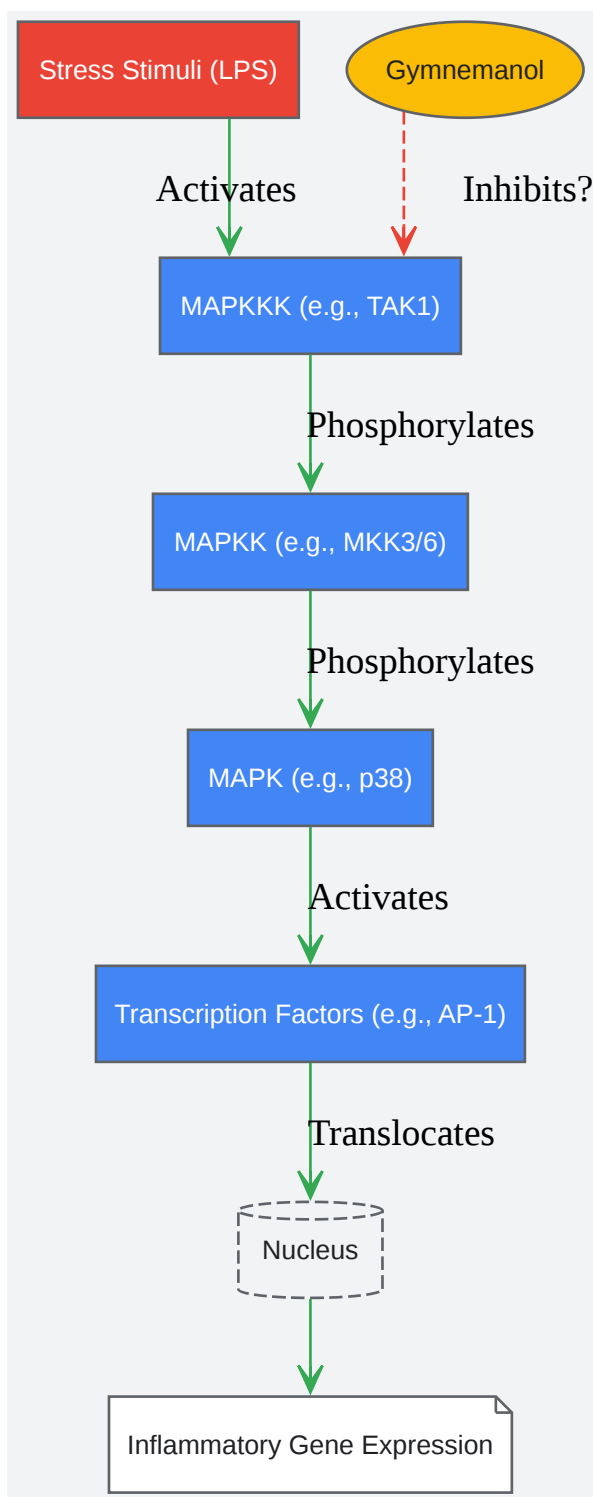 Stress Stimuli (LPS)
Gymnemanol
Activates
Inhibits?
MAPKKK (e.g., TAK1)
Phosphorylates
MAPKK (e.g., MKK3/6)
Phosphorylates
MAPK (e.g., p38)
Activates
Transcription Factors (e.g., AP-1)
Translocates
Nucleus
Inflammatory Gene Expression